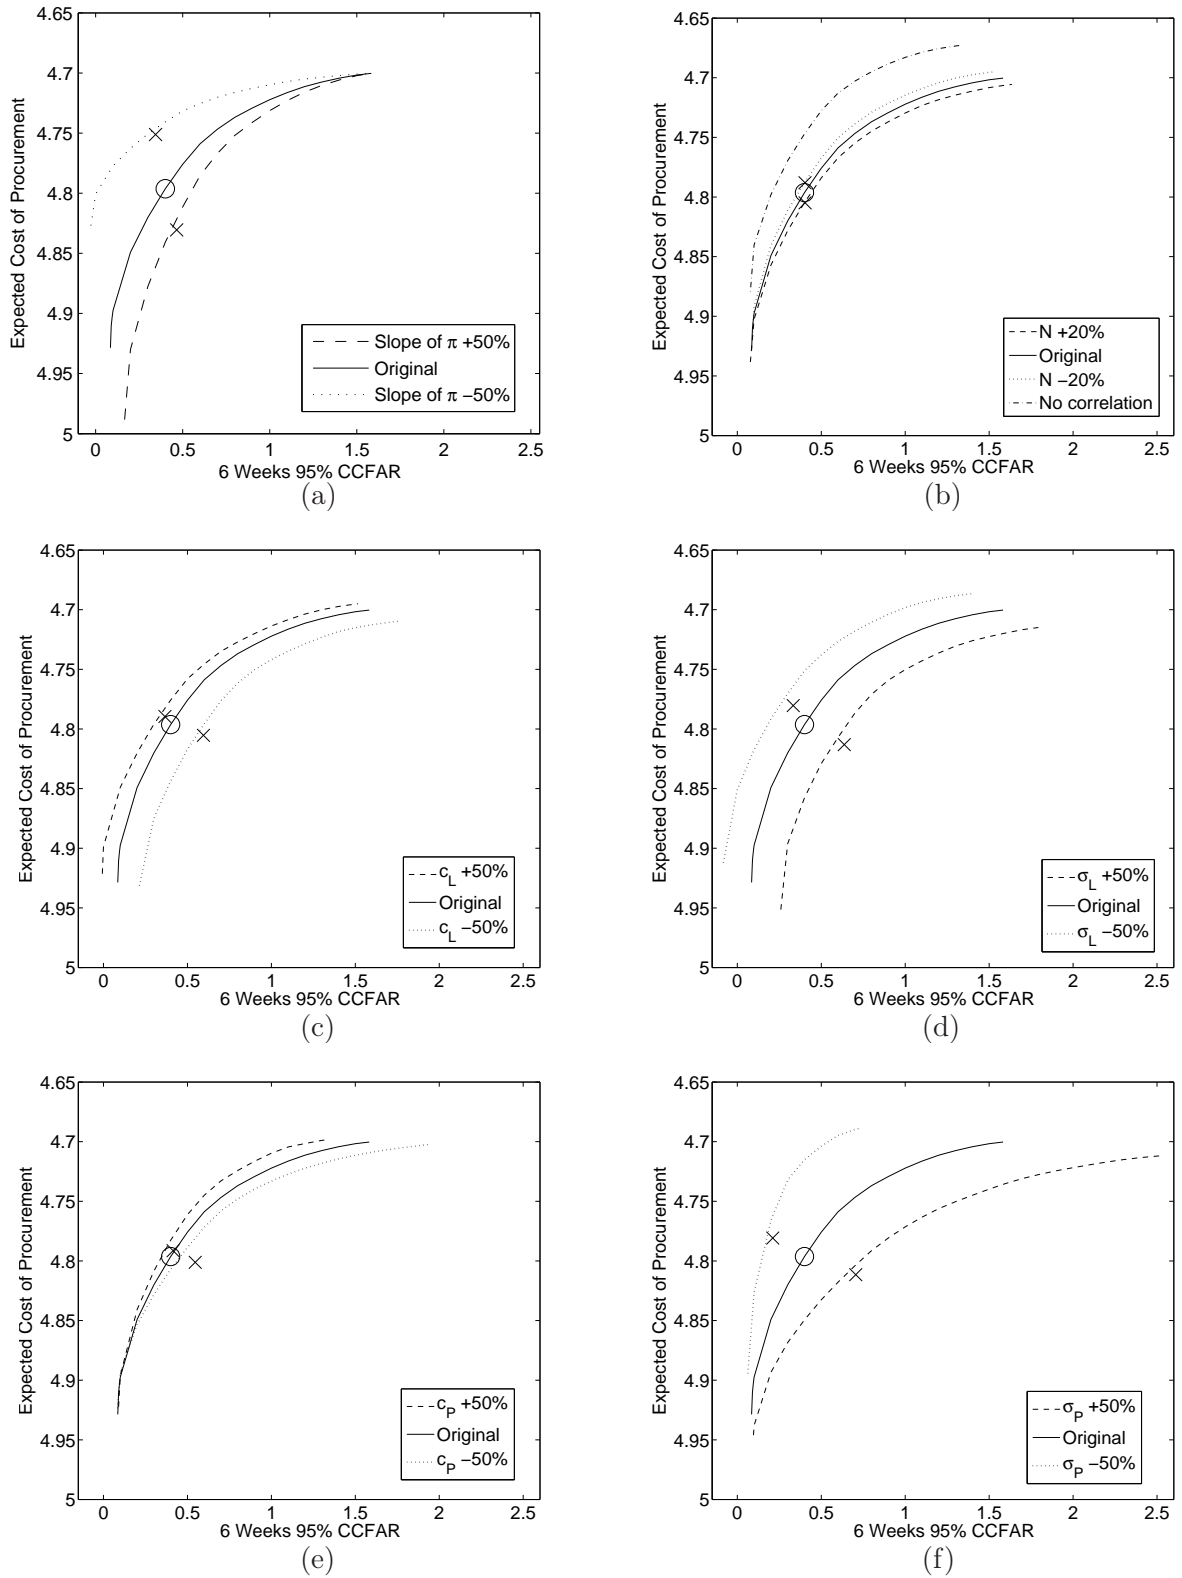 4.65
4.7
4.75
4.8
4.85
4.9
4.95
5
Expected Cost of Procurement
0 0.5 1 1.5 2 2.5
6 Weeks 95% CCFAR
Slope of π +50%
Original
Slope of π −50%
(a)
4.65
4.7
4.75
4.8
4.85
4.9
4.95
5
Expected Cost of Procurement
0 0.5 1 1.5 2 2.5
6 Weeks 95% CCFAR
N +20%
Original
N −20%
No correlation
(b)
4.65
4.7
4.75
4.8
4.85
4.9
4.95
5
Expected Cost of Procurement
0 0.5 1 1.5 2 2.5
6 Weeks 95% CCFAR
c_L +50%
Original
c_L −50%
(c)
4.65
4.7
4.75
4.8
4.85
4.9
4.95
5
Expected Cost of Procurement
0 0.5 1 1.5 2 2.5
6 Weeks 95% CCFAR
σ_L +50%
Original
σ_L −50%
(d)
4.65
4.7
4.75
4.8
4.85
4.9
4.95
5
Expected Cost of Procurement
0 0.5 1 1.5 2 2.5
6 Weeks 95% CCFAR
c_P +50%
Original
c_P −50%
(e)
4.65
4.7
4.75
4.8
4.85
4.9
4.95
5
Expected Cost of Procurement
0 0.5 1 1.5 2 2.5
6 Weeks 95% CCFAR
σ_P +50%
Original
σ_P −50%
(f)